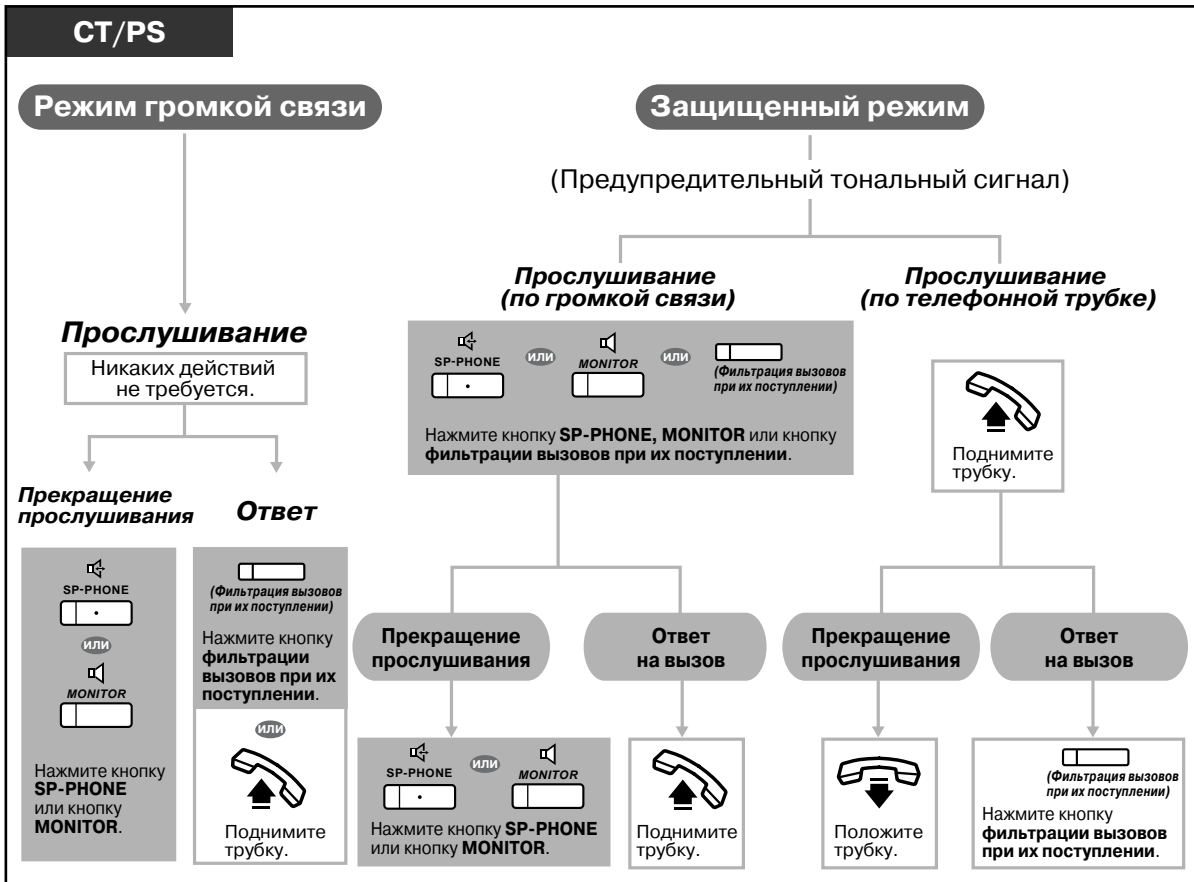 CT/PS
Режим громкой связи
Прослушивание
Никаких действий
не требуется.
Прекращение
прослушивания
SP-PHONE
или
MONITOR
Нажмите кнопку
SP-PHONE
или кнопку
MONITOR.
Ответ
(Фильтрация вызовов
при их поступлении)
Нажмите кнопку
фильтрации
вызовов при их
поступлении.
или
Поднимите
трубку.
Защищенный режим
(Предупредительный тональный сигнал)
Прослушивание
(по громкой связи)
SP-PHONE
или
MONITOR
или
(Фильтрация вызовов
при их поступлении)
Нажмите кнопку SP-PHONE, MONITOR или кнопку
фильтрации вызовов при их поступлении.
Прекращение
прослушивания
SP-PHONE
или
MONITOR
Нажмите кнопку SP-PHONE
или кнопку MONITOR.
Ответ
на вызов
Поднимите
трубку.
Прослушивание
(по телефонной трубке)
Поднимите
трубку.
Прекращение
прослушивания
Положите
трубку.
Ответ
на вызов
(Фильтрация вызовов
при их поступлении)
Нажмите кнопку
фильтрации вызовов
при их поступлении.